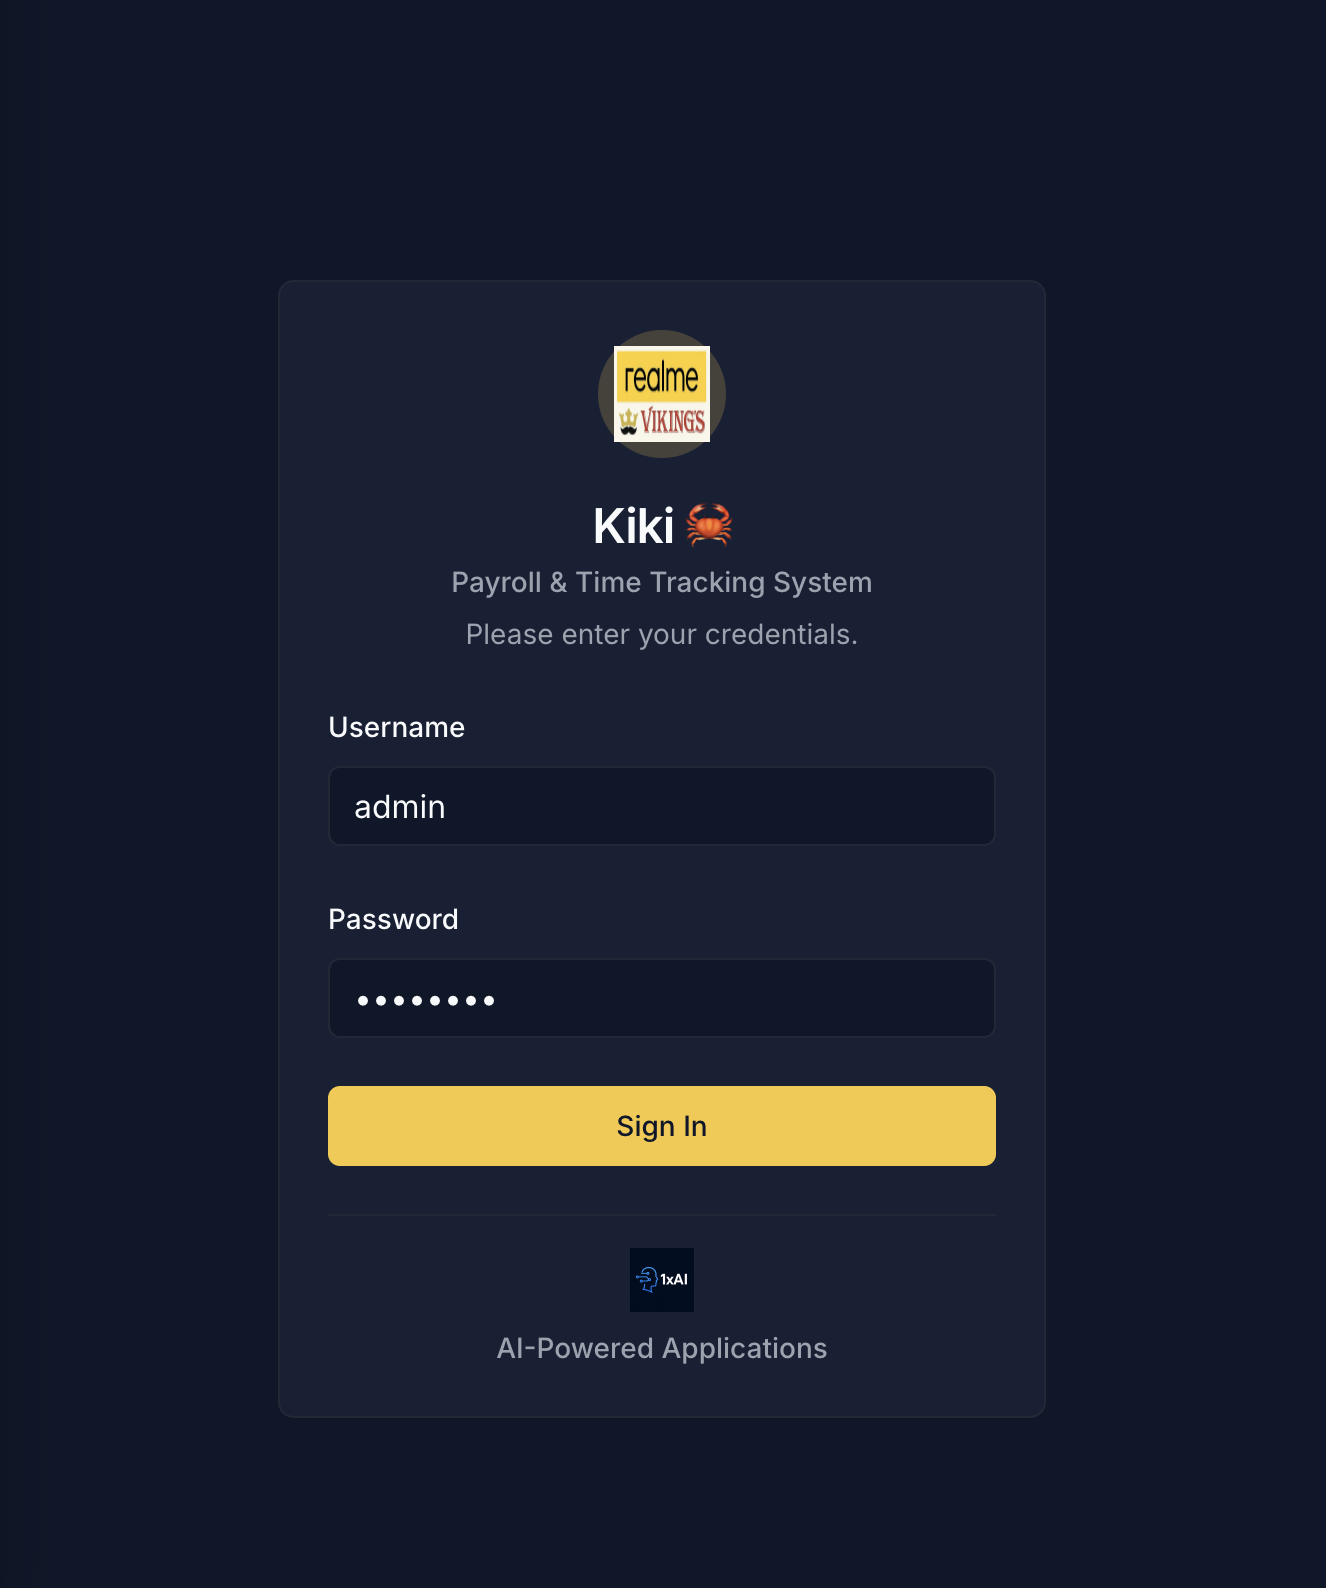 realme
VIKING'S
Kiki 🦀
Payroll & Time Tracking System
Please enter your credentials.
Username
admin
Password
••••••••
Sign In
1xAI
AI-Powered Applications